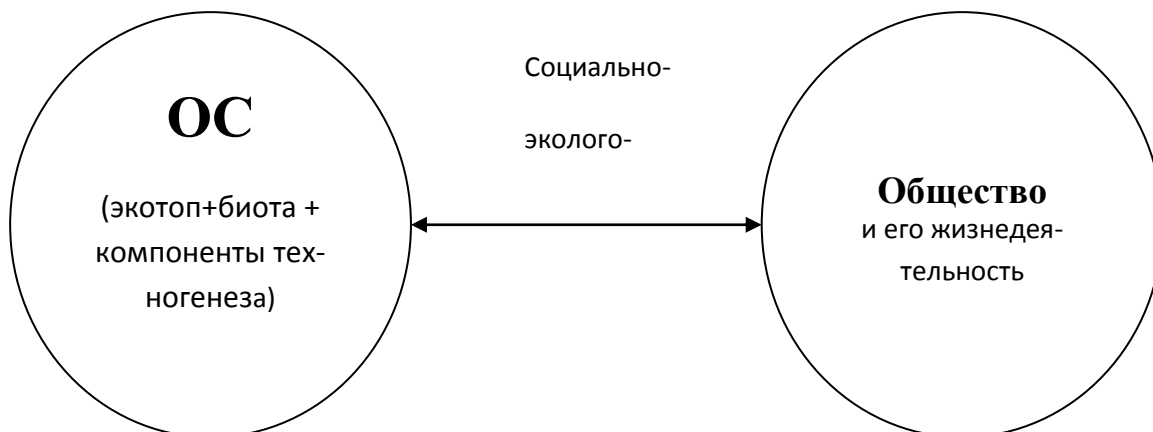 ОС
(экотоп+биота +
компоненты тех-
ногенеза)
Социально-
эколого-
Общество
и его жизнедея-
тельность